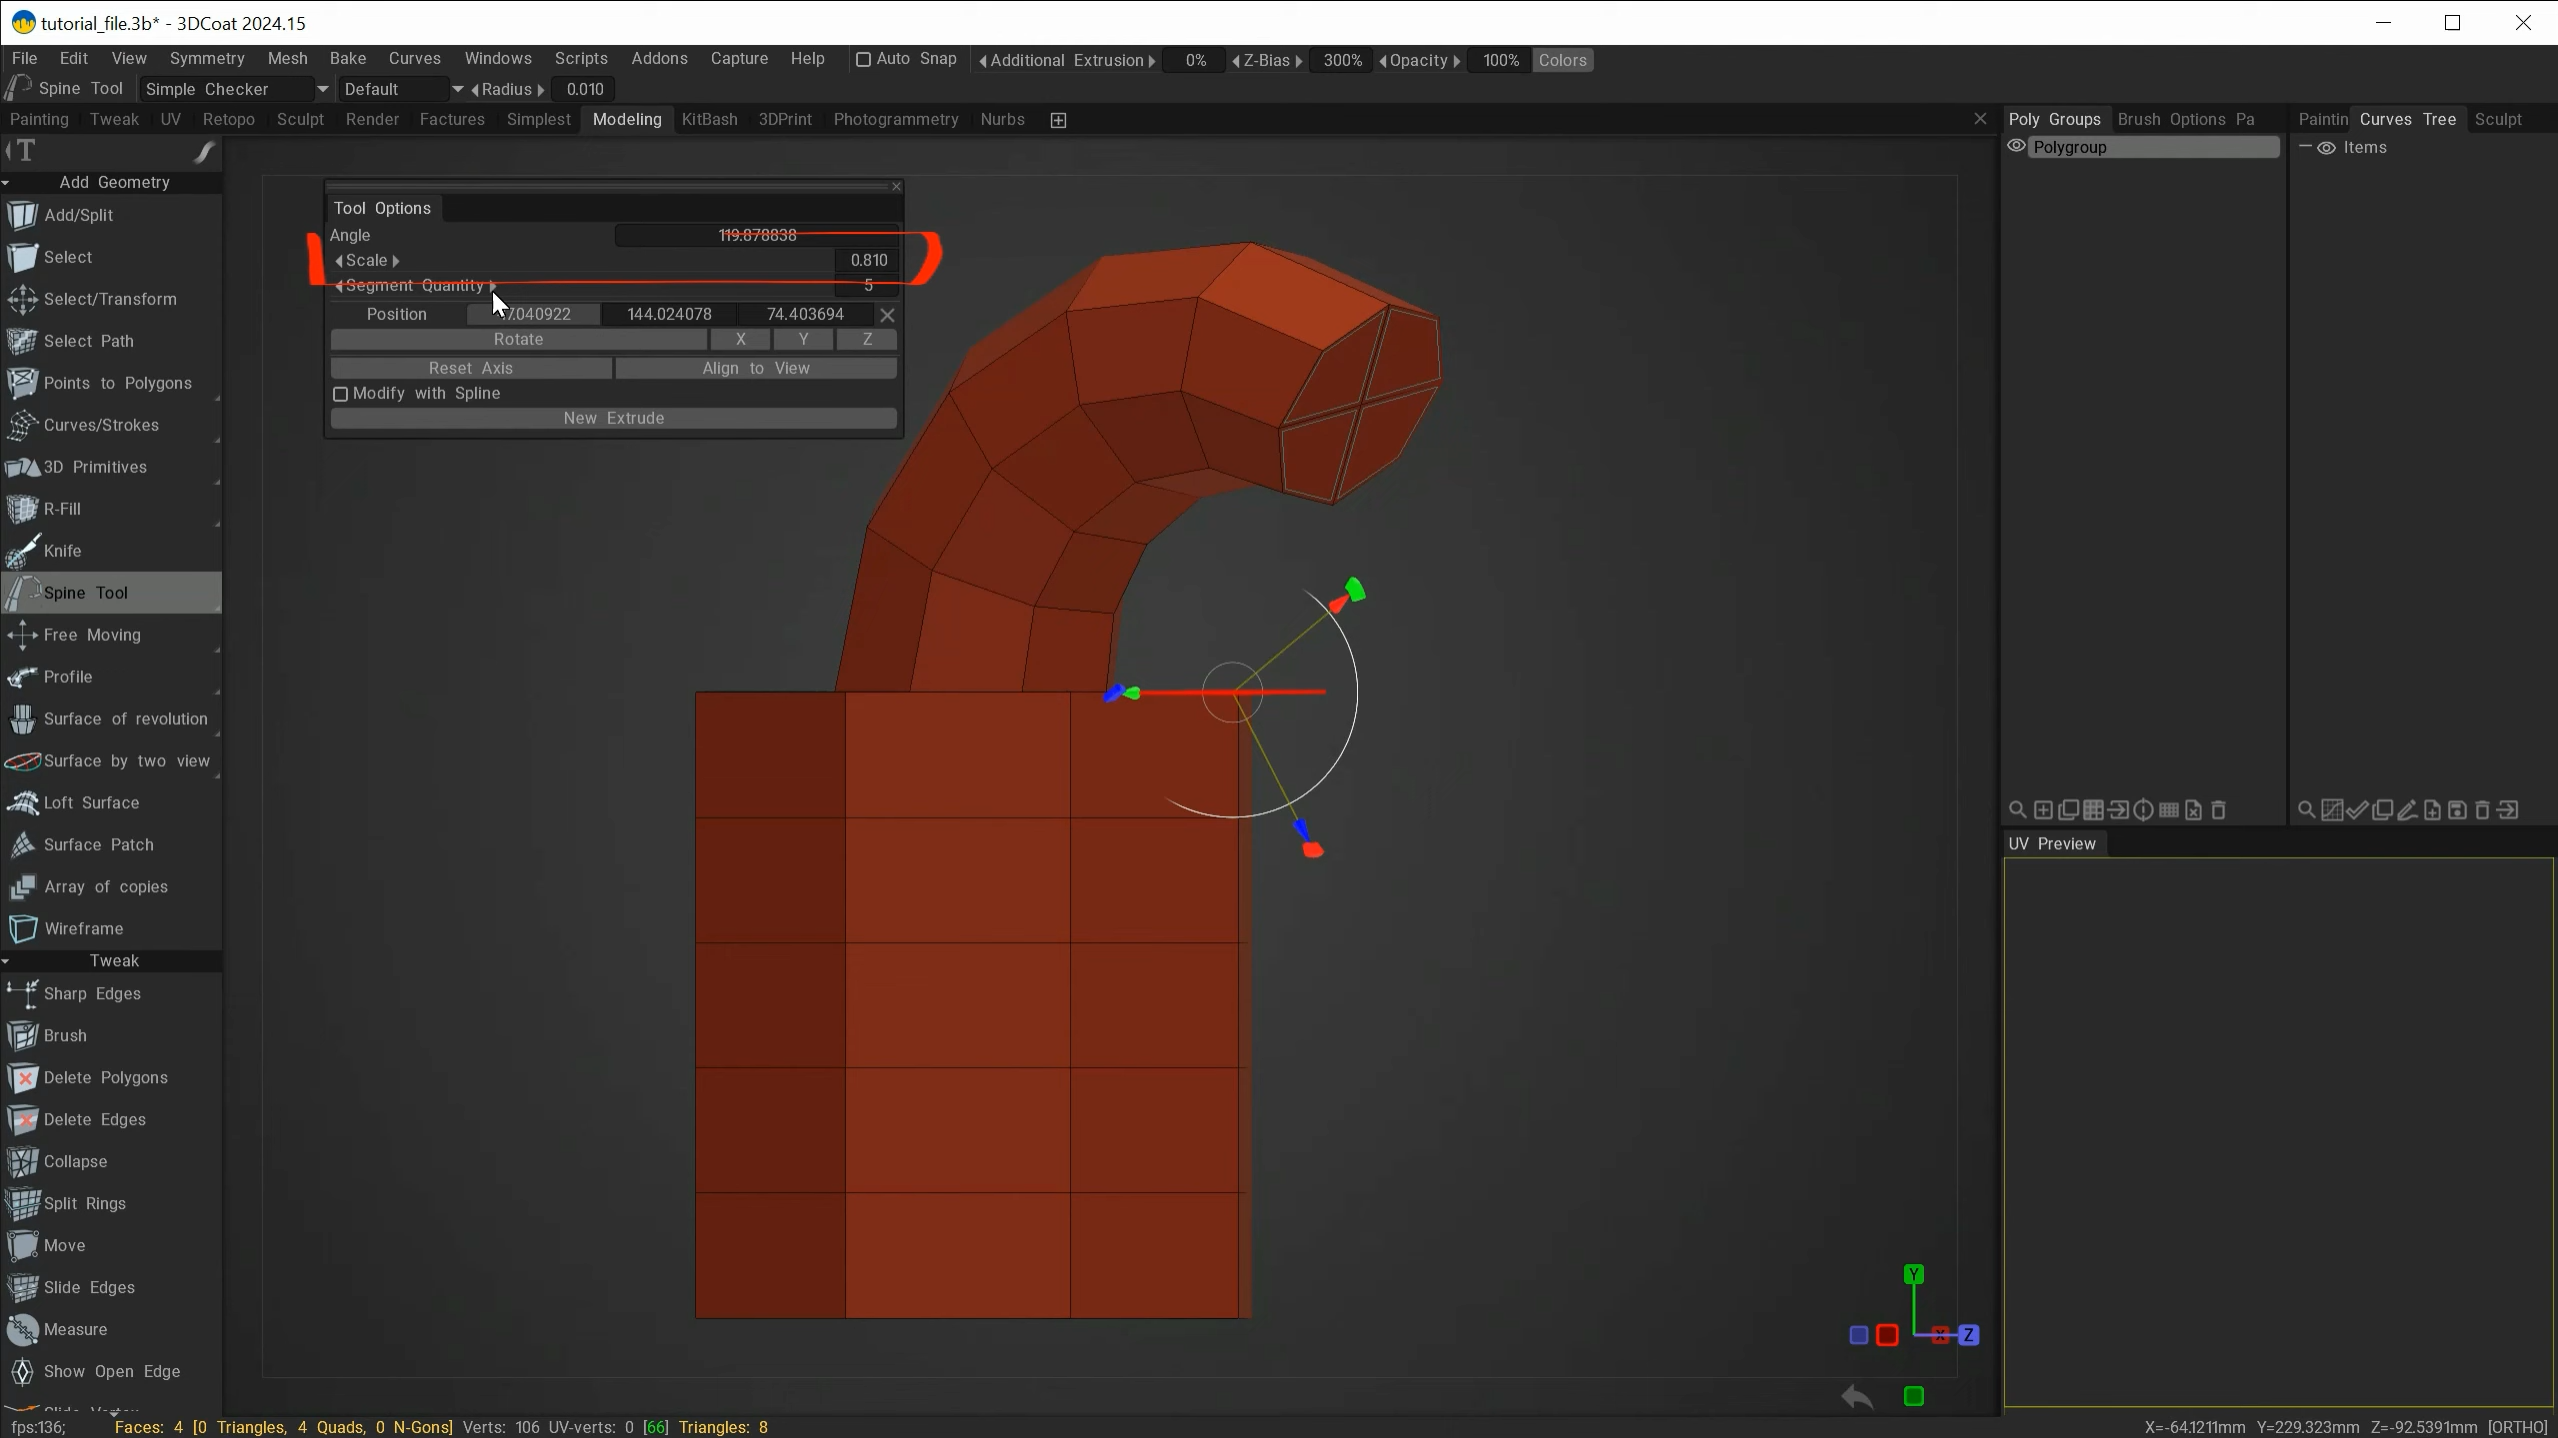 tutorial_file.3b* - 3DCoat 2024.15
File Edit View Symmetry Mesh Bake Curves Windows Scripts Addons Capture Help Auto Snap Additional Extrusion 0% Z-Bias 300% Opacity 100% Colors
Spine Tool Simple Checker Default Radius 0.010
Painting Tweak UV Retopo Sculpt Render Factures Simplest Modeling KitBash 3DPrint Photogrammetry Nurbs
T
Add Geometry
Add/Split
Select
Select/Transform
Select Path
Points to Polygons
Curves/Strokes
3D Primitives
R-Fill
Knife
Spine Tool
Free Moving
Profile
Surface of revolution
Surface by two view
Loft Surface
Surface Patch
Array of copies
Wireframe
Tweak
Sharp Edges
Brush
Delete Polygons
Delete Edges
Collapse
Split Rings
Move
Slide Edges
Measure
Show Open Edge
Tool Options
Angle 119.878838
Scale 0.810
Segment Quantity 5
Position 144.024078 74.403694
Rotate X Y Z
Reset Axis Align to View
Modify with Spline
New Extrude
Poly Groups Brush Options Pa
Polygroup
Paintin Curves Tree Sculpt
Items
UV Preview
Y
X Z
fps:136; Faces: 4 [0 Triangles, 4 Quads, 0 N-Gons] Verts: 106 UV-verts: 0 [66] Triangles: 8
X=-64.1211mm Y=229.323mm Z=-92.5391mm [ORTHO]